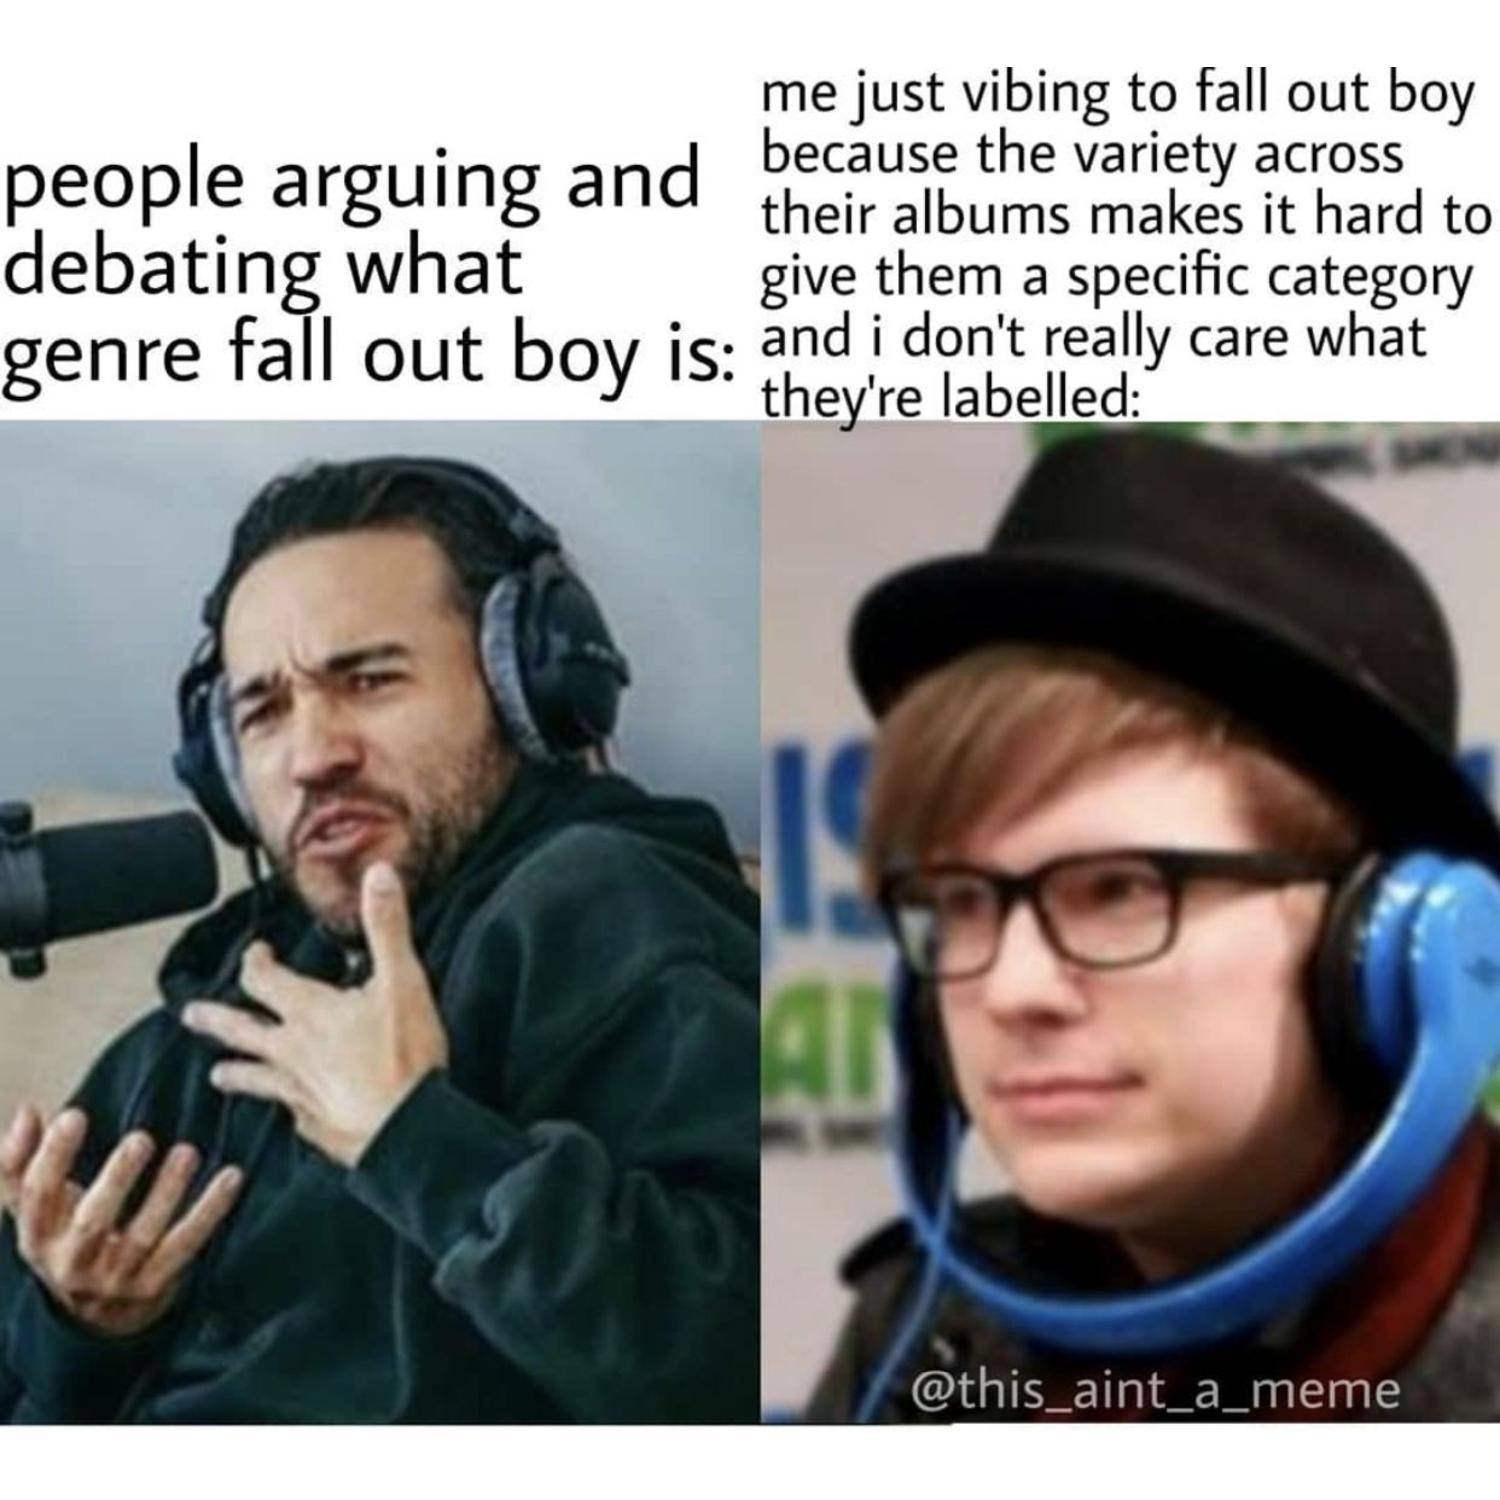 people arguing and
debating what
genre fall out boy is:
me just vibing to fall out boy
because the variety across
their albums makes it hard to
give them a specific category
and i don't really care what
they're labelled:
@this_aint_a_meme